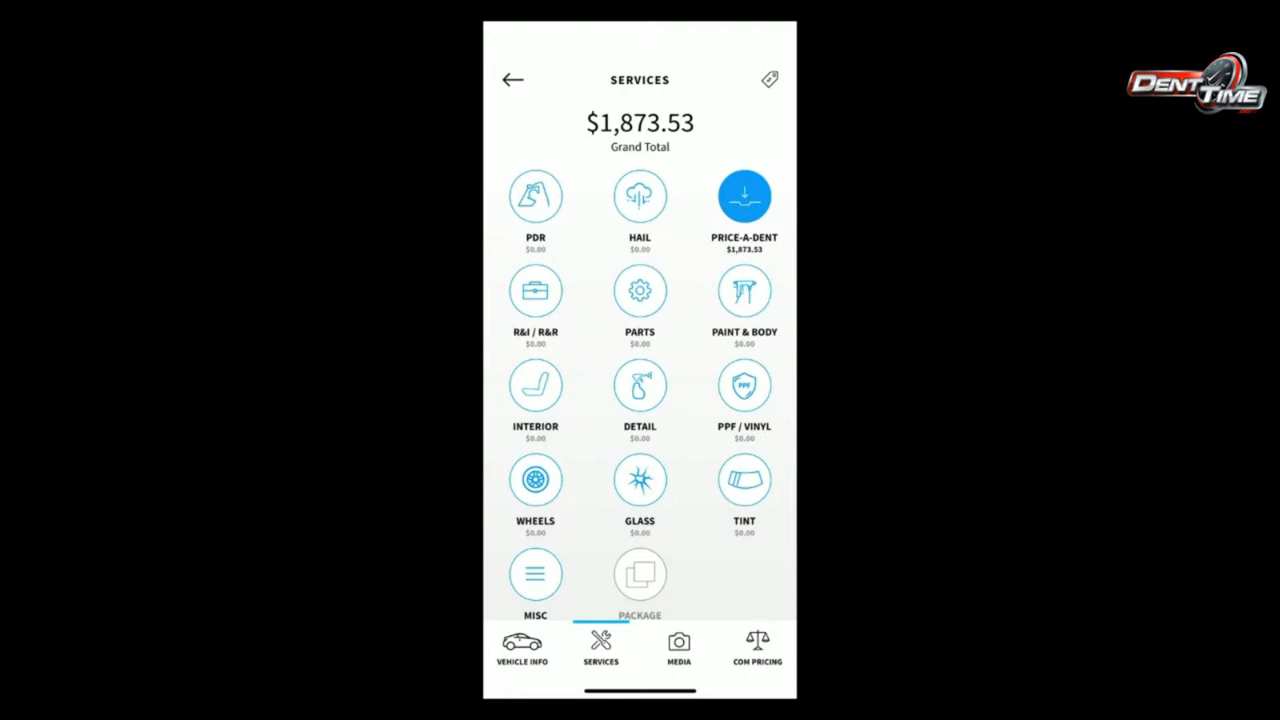 DENT TIME
SERVICES
$1,873.53
Grand Total
PDR
$0.00
HAIL
$0.00
PRICE-A-DENT
$1,873.53
R&I / R&R
$0.00
PARTS
$0.00
PAINT & BODY
$0.00
INTERIOR
$0.00
DETAIL
$0.00
PPF
PPF / VINYL
$0.00
WHEELS
$0.00
GLASS
$0.00
TINT
$0.00
MISC
PACKAGE
VEHICLE INFO
SERVICES
MEDIA
COM PRICING